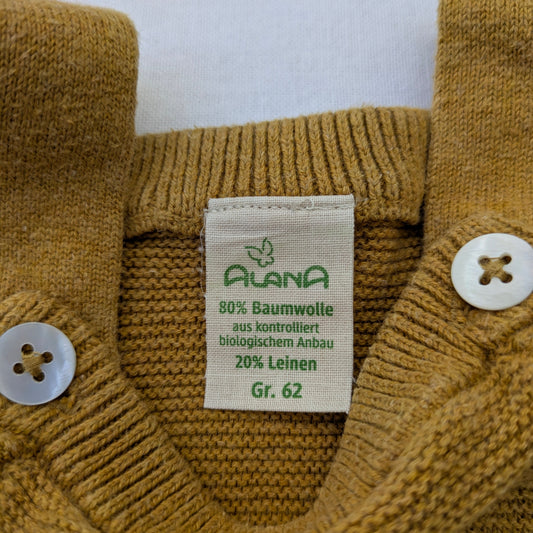 ALANA
80% Baumwolle
aus kontrolliert
biologischem Anbau
20% Leinen
Gr. 62